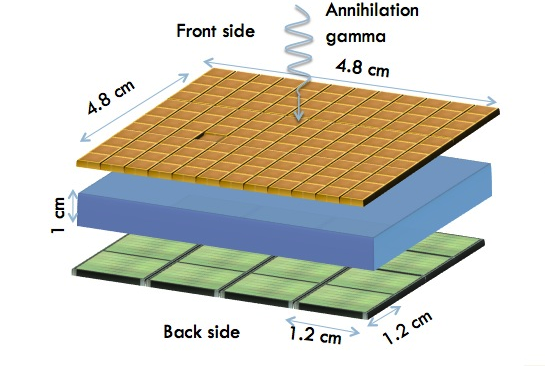 Annihilation
gamma
Front side
4.8 cm
4.8 cm
1 cm
Back side
1.2 cm
1.2 cm